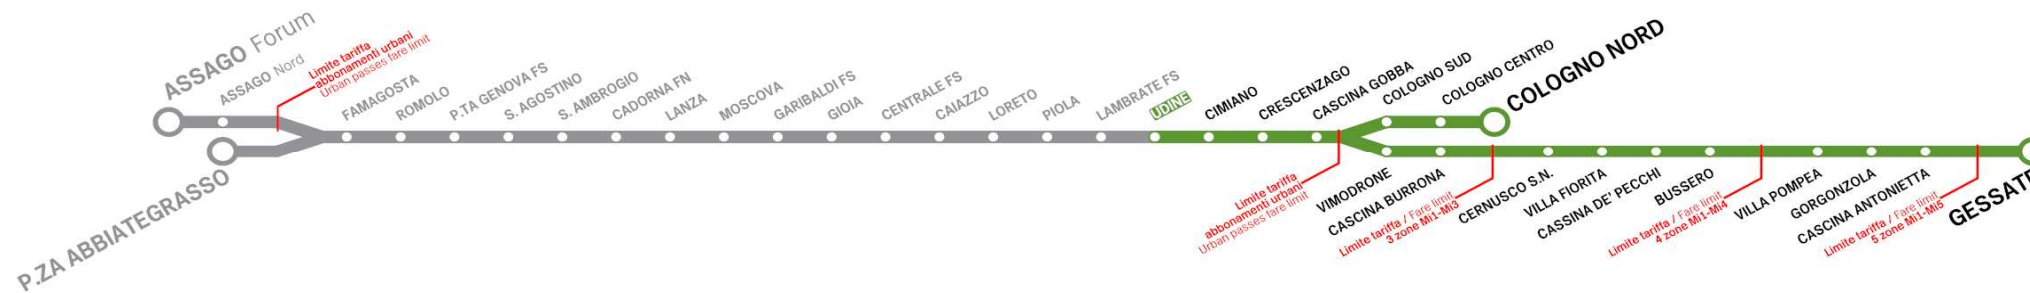 ASSAGO Forum
ASSAGO Nord
Limite tariffa
abbonamenti urbani
Urban passes fare limit
P.ZA ABBIATEGRASSO
FAMAGOSTA
ROMOLO
P.TA GENOVA FS
S. AGOSTINO
S. AMBROGIO
CADORNA FN
LANZA
MOSCOVA
GARIBALDI FS
GIOIA
CENTRALE FS
CAIAZZO
LORETO
PIOLA
LAMBRATE FS
UDINE
CIMIANO
CRESCENZAGO
CASCINA GOBBA
COLOGNO SUD
COLOGNO CENTRO
COLOGNO NORD
Limite tariffa
abbonamenti urbani
Urban passes fare limit
VIMODRONE
CASCINA BURRONA
Limite tariffa / Fare limit
3 zone Mi1-Mi3
CERNUSCO S.N.
VILLA FIORITA
CASSINA DE' PECCHI
BUSSERO
Limite tariffa / Fare limit
4 zone Mi1-Mi4
VILLA POMPEA
GORGONZOLA
CASCINA ANTONIETTA
Limite tariffa / Fare limit
5 zone Mi1-Mi5
GESSATE